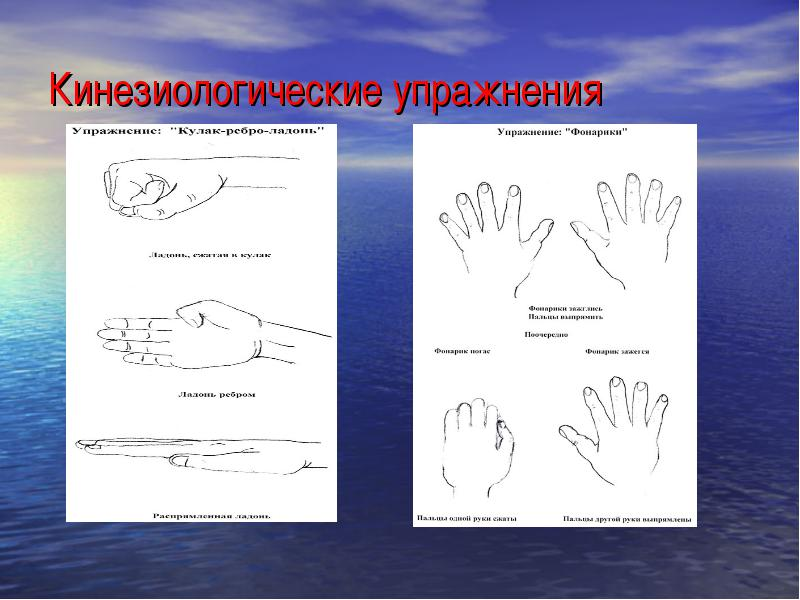 Кинезиологические упражнения
Упражнение: "Кулак-ребро-ладонь"
Ладонь, сжатая в кулак
Ладонь ребром
Распрямленная ладонь
Упражнение: "Фонарики"
Фонарики зажглись
Пальцы выпрямить
Поочередно
Фонарик погас
Фонарик зажегся
Пальцы одной руки сжаты
Пальцы другой руки выпрямлены